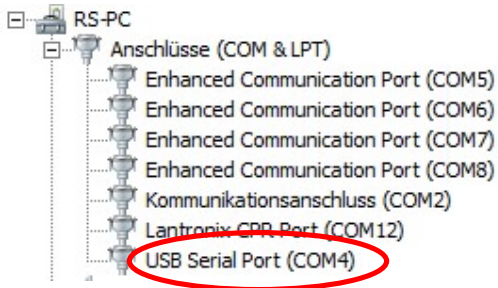 RS-PC
Anschlüsse (COM & LPT)
Enhanced Communication Port (COM5)
Enhanced Communication Port (COM6)
Enhanced Communication Port (COM7)
Enhanced Communication Port (COM8)
Kommunikationsanschluss (COM2)
Lantronix CPR Port (COM12)
USB Serial Port (COM4)